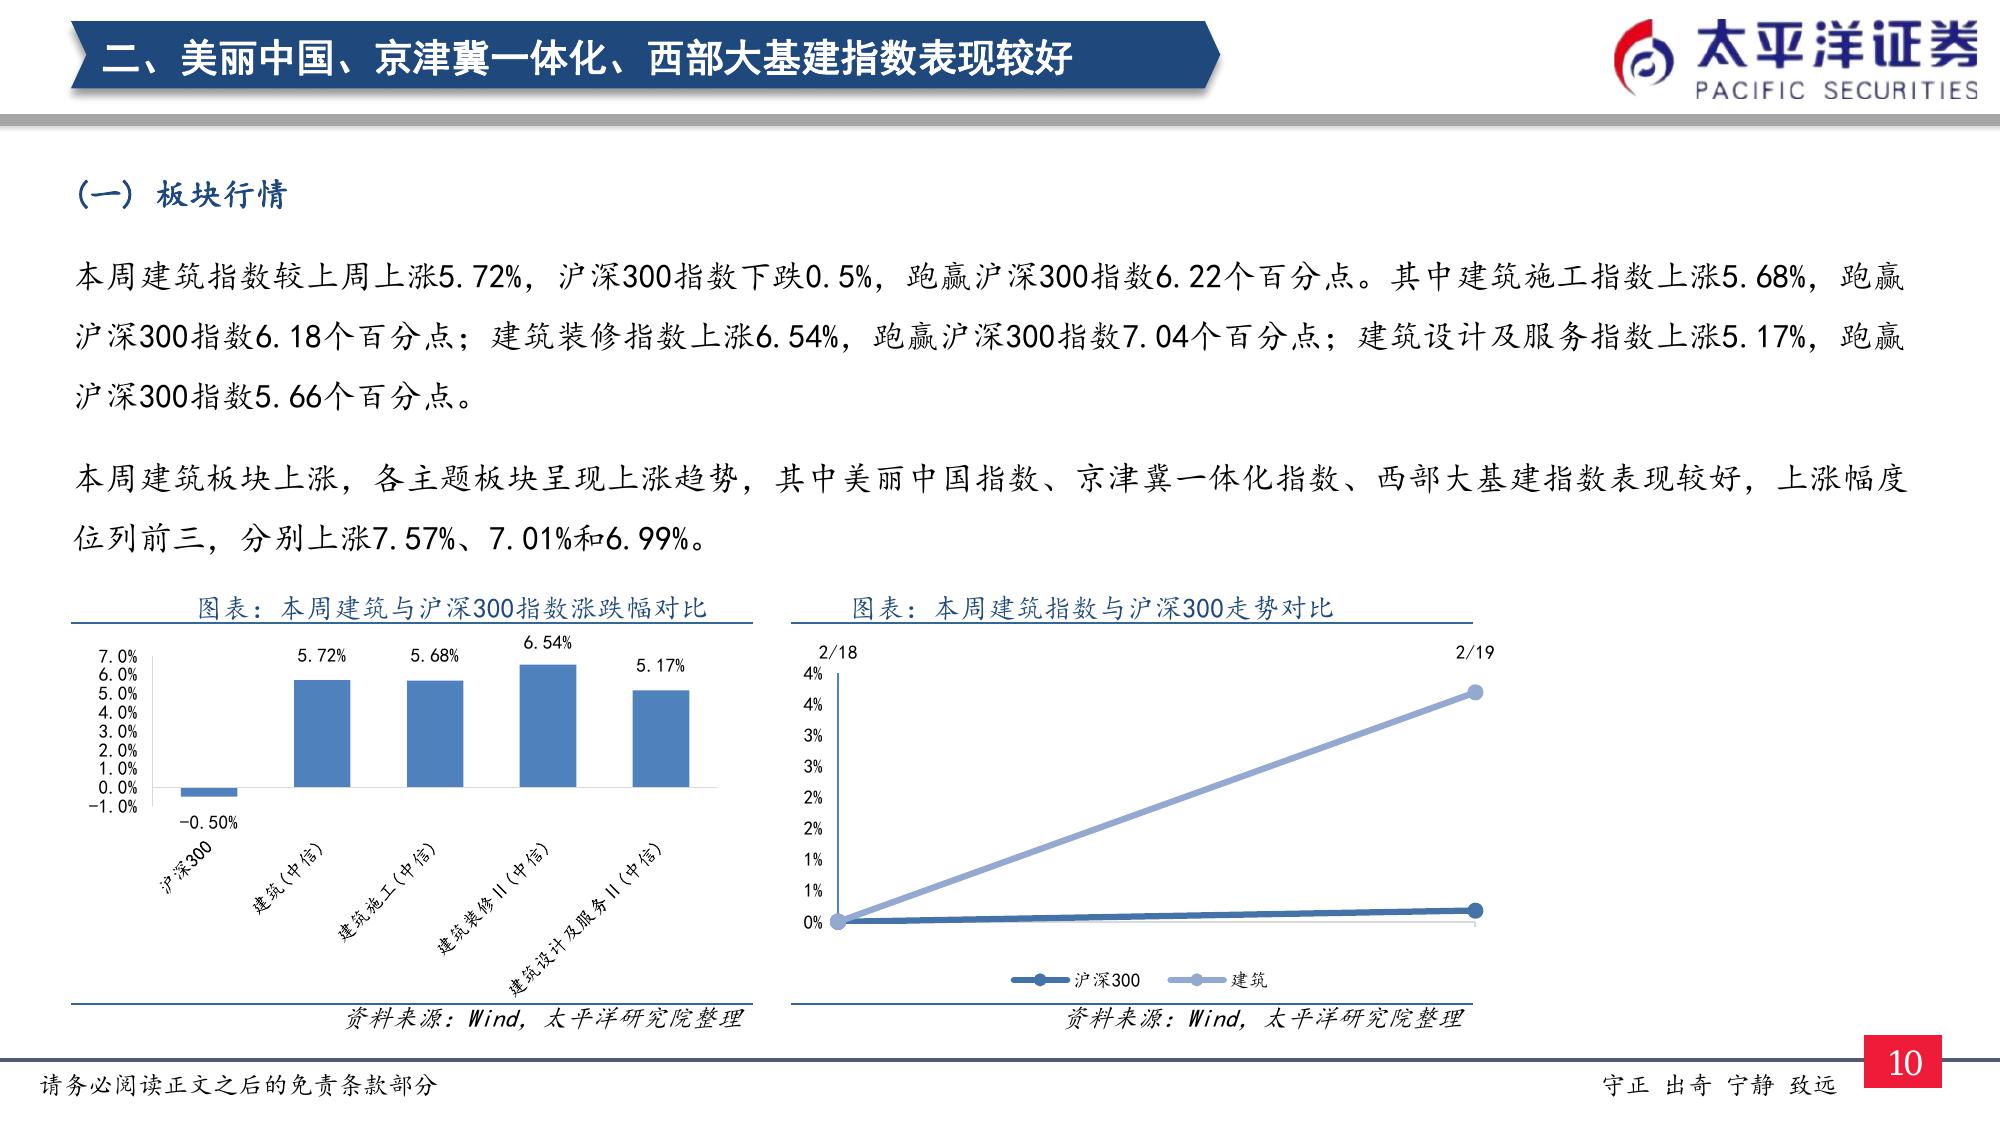 二、美丽中国、京津冀一体化、西部大基建指数表现较好
太平洋证券
PACIFIC SECURITIES
(一) 板块行情
本周建筑指数较上周上涨5.72%，沪深300指数下跌0.5%，跑赢沪深300指数6.22个百分点。其中建筑施工指数上涨5.68%，跑赢
沪深300指数6.18个百分点；建筑装修指数上涨6.54%，跑赢沪深300指数7.04个百分点；建筑设计及服务指数上涨5.17%，跑赢
沪深300指数5.66个百分点。
本周建筑板块上涨，各主题板块呈现上涨趋势，其中美丽中国指数、京津冀一体化指数、西部大基建指数表现较好，上涨幅度
位列前三，分别上涨7.57%、7.01%和6.99%。
图表：本周建筑与沪深300指数涨跌幅对比
7.0%
6.0%
5.0%
4.0%
3.0%
2.0%
1.0%
0.0%
-1.0%
-0.50%
5.72%
5.68%
6.54%
5.17%
沪深300
建筑(中信)
建筑施工(中信)
建筑装修Ⅱ(中信)
建筑设计及服务Ⅱ(中信)
资料来源：Wind，太平洋研究院整理
图表：本周建筑指数与沪深300走势对比
2/18
2/19
4%
4%
3%
3%
2%
2%
1%
1%
0%
沪深300
建筑
资料来源：Wind，太平洋研究院整理
请务必阅读正文之后的免责条款部分
守正 出奇 宁静 致远
10